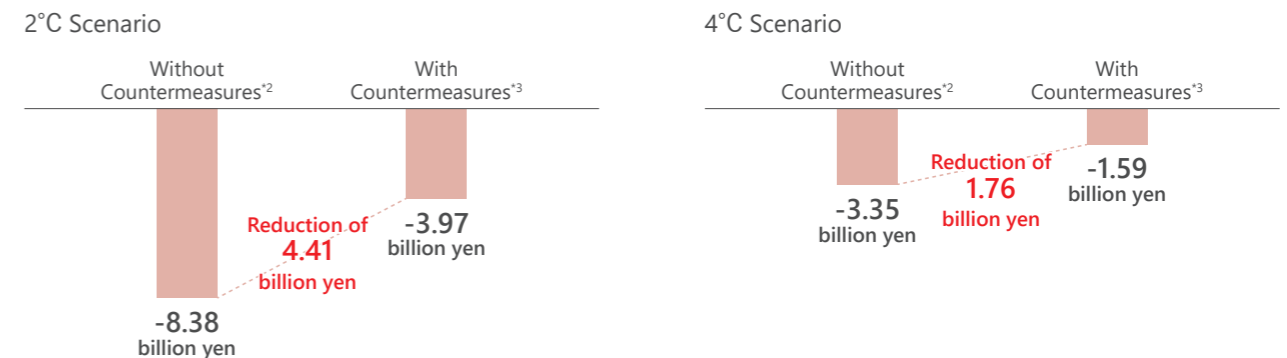 2°C Scenario
Without
Countermeasures*2
With
Countermeasures*3
Reduction of
4.41
billion yen
-3.97
billion yen
-8.38
billion yen
4°C Scenario
Without
Countermeasures*2
With
Countermeasures*3
Reduction of
1.76
billion yen
-1.59
billion yen
-3.35
billion yen